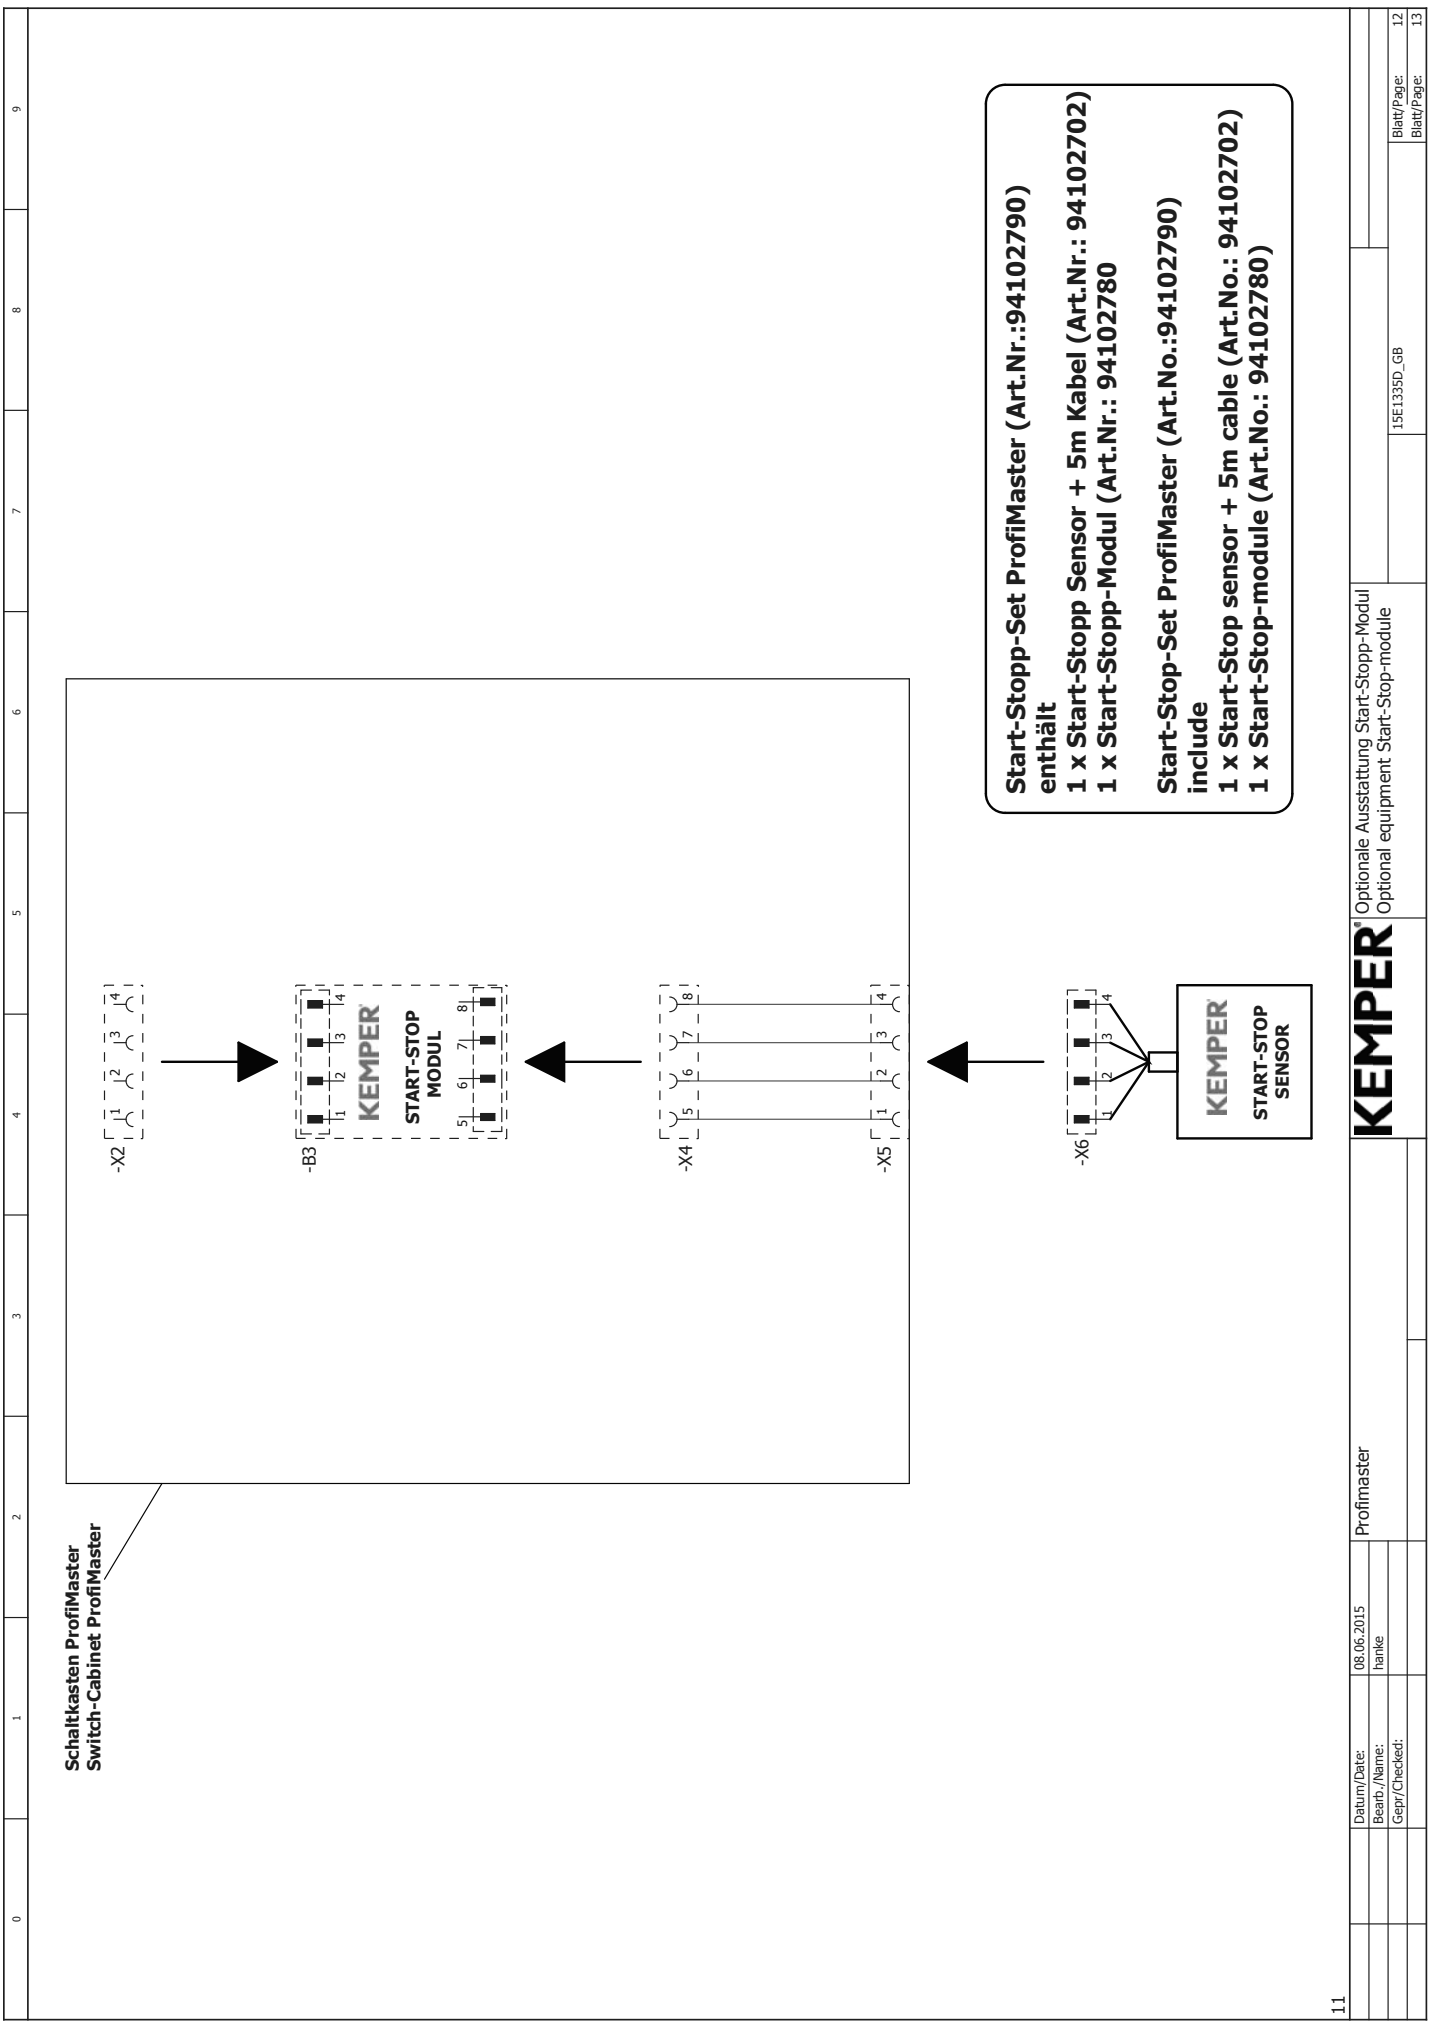 0 1 2 3 4 5 6 7 8 9
Schaltkasten ProfiMaster
Switch-Cabinet ProfiMaster
-X2
1 2 3 4
-B3
1 2 3 4
KEMPER
START-STOP
MODUL
5 6 7 8
-X4
5 6 7 8
-X5
1 2 3 4
-X6
1 2 3 4
KEMPER
START-STOP
SENSOR
Start-Stopp-Set ProfiMaster (Art.Nr.:94102790)
enthält
1 x Start-Stopp Sensor + 5m Kabel (Art.Nr.: 94102702)
1 x Start-Stopp-Modul (Art.Nr.: 94102780
Start-Stop-Set ProfiMaster (Art.No.:94102790)
include
1 x Start-Stop sensor + 5m cable (Art.No.: 94102702)
1 x Start-Stop-module (Art.No.: 94102780)
11
Datum/Date: 08.06.2015
Bearb./Name: hanke
Gepr/Checked:
Profimaster
KEMPER®
Optionale Ausstattung Start-Stopp-Modul
Optional equipment Start-Stop-module
15E1335D_GB
Blatt/Page: 12
Blatt/Page: 13